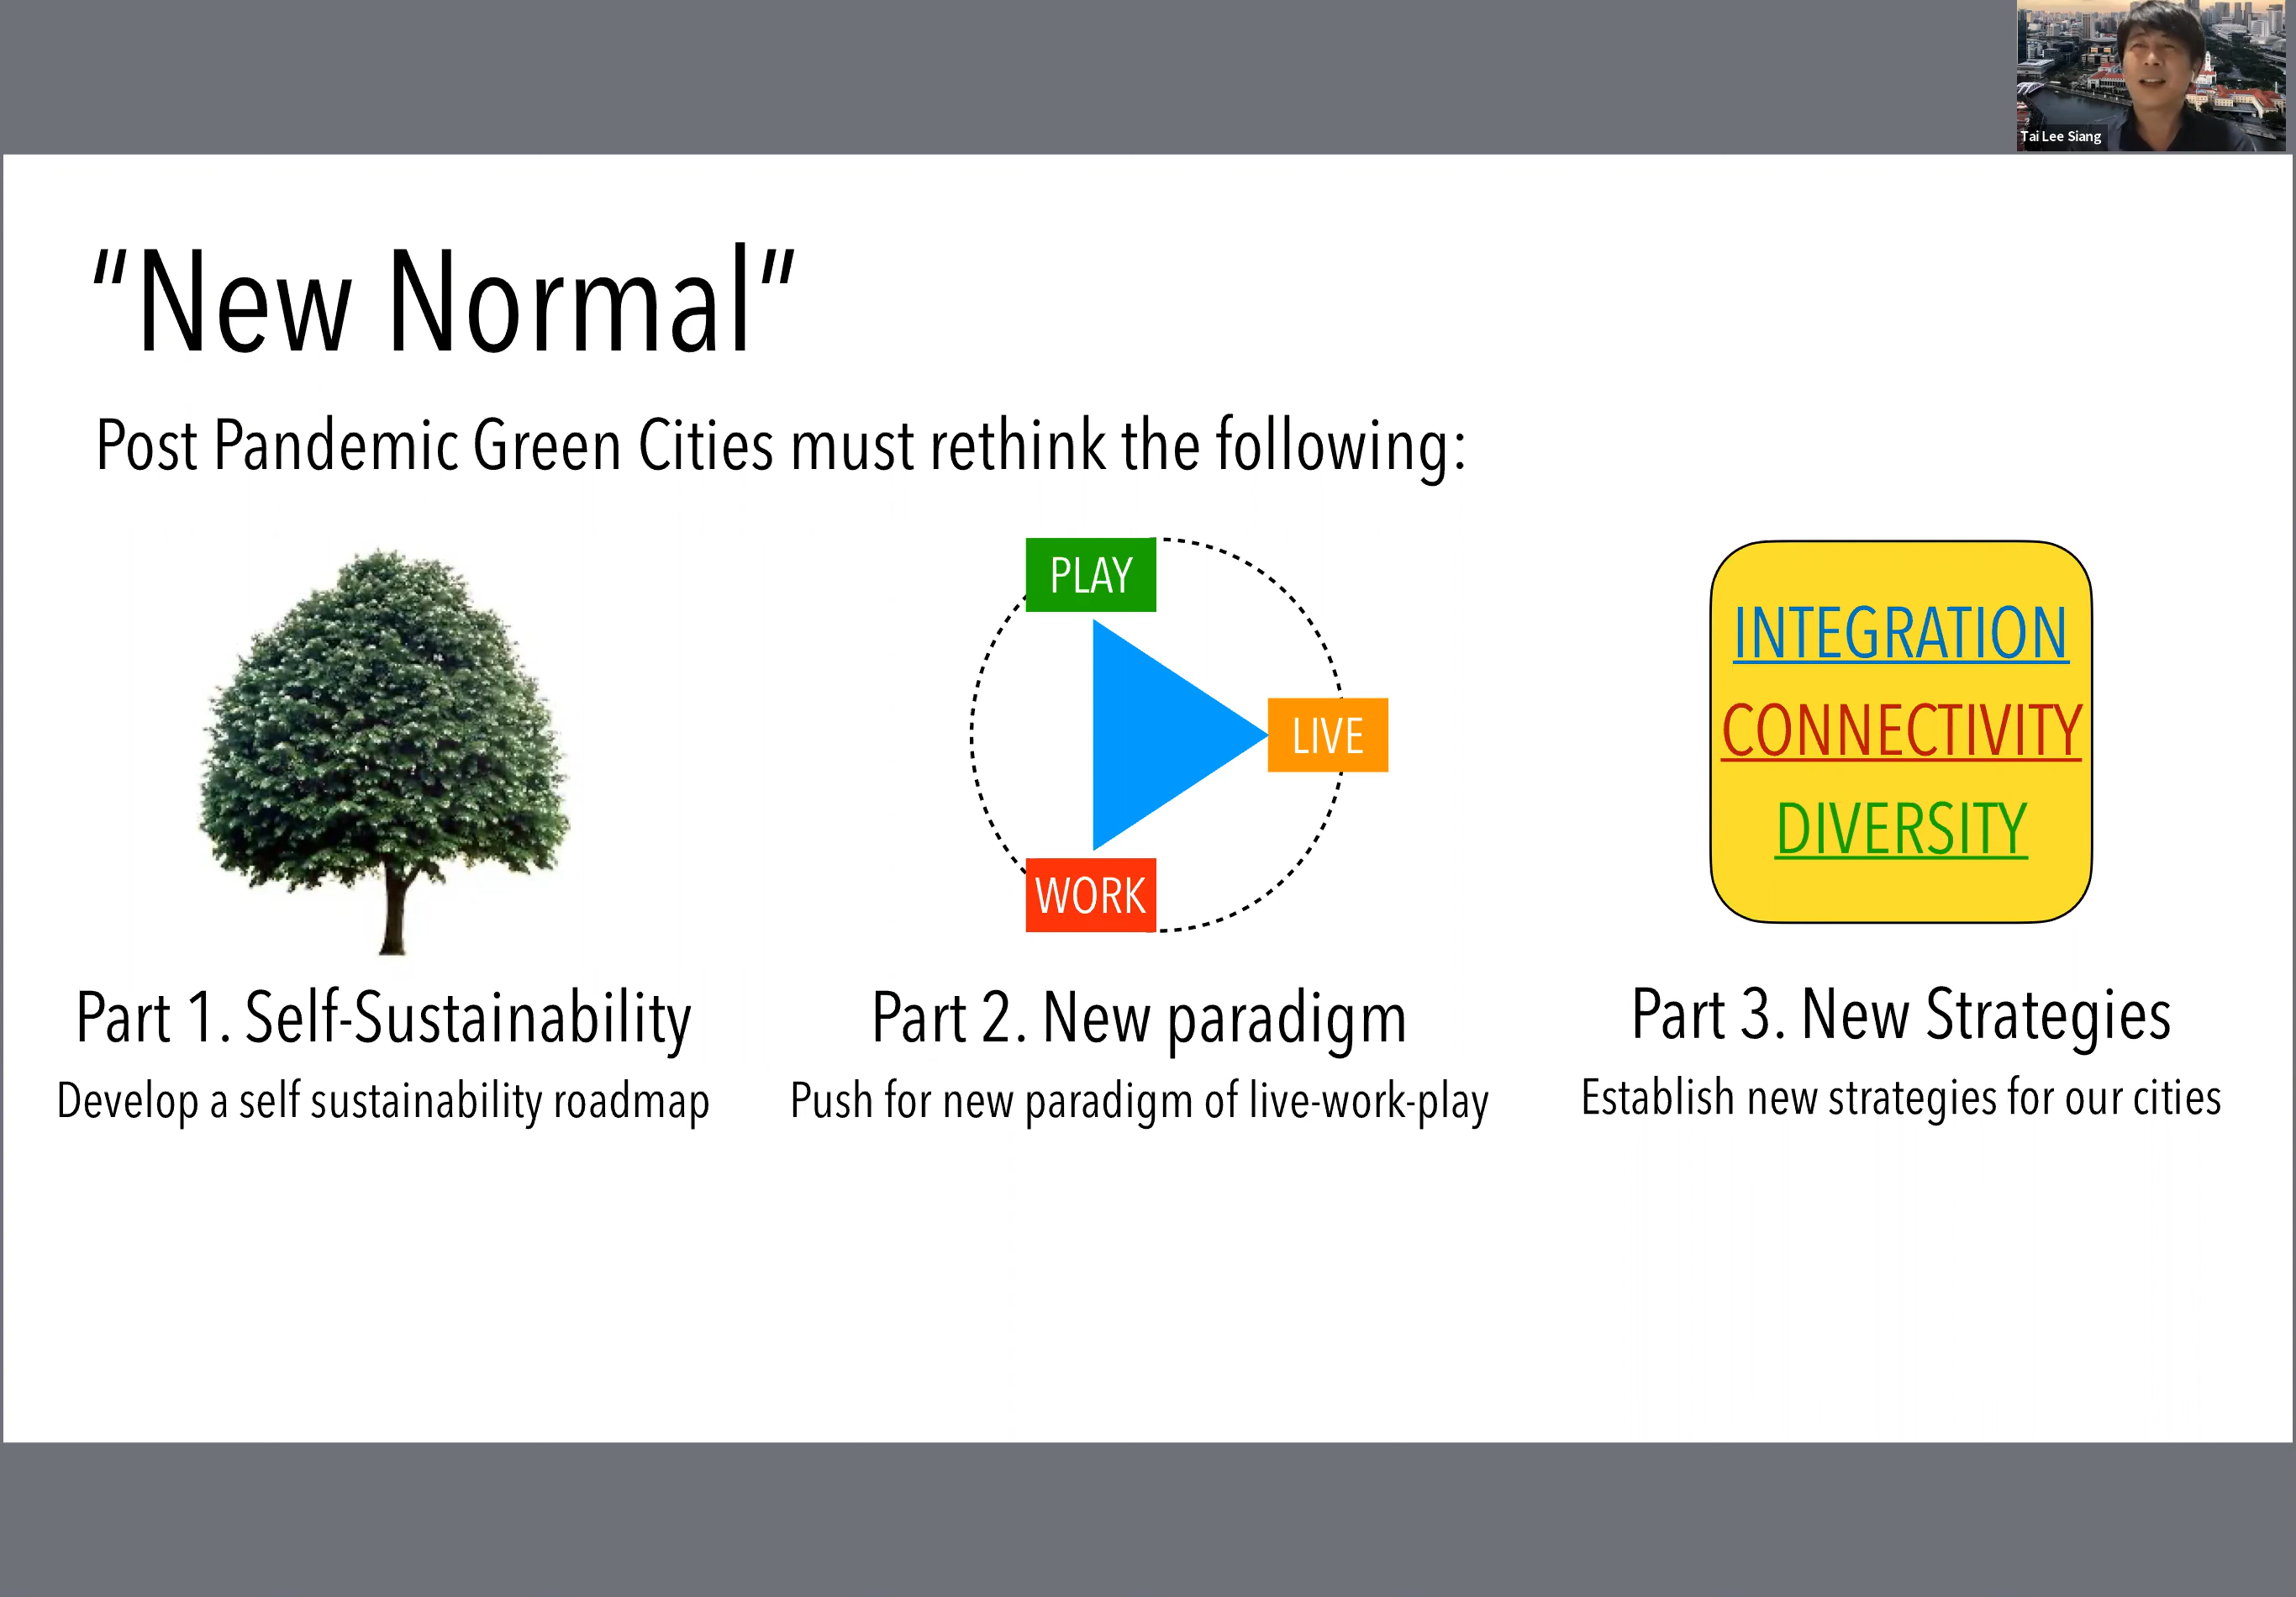 Tai Lee Siang
“New Normal”
Post Pandemic Green Cities must rethink the following:
PLAY
LIVE
WORK
INTEGRATION
CONNECTIVITY
DIVERSITY
Part 1. Self-Sustainability
Develop a self sustainability roadmap
Part 2. New paradigm
Push for new paradigm of live-work-play
Part 3. New Strategies
Establish new strategies for our cities